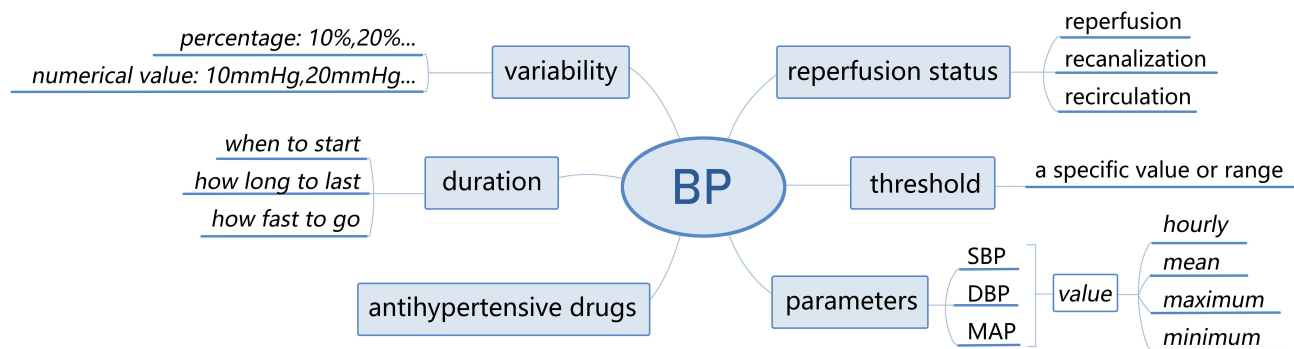 percentage: 10%,20%...
numerical value: 10mmHg,20mmHg...
variability
when to start
how long to last
how fast to go
duration
antihypertensive drugs
BP
reperfusion status
reperfusion
recanalization
recirculation
threshold
a specific value or range
parameters
SBP
DBP
MAP
value
hourly
mean
maximum
minimum